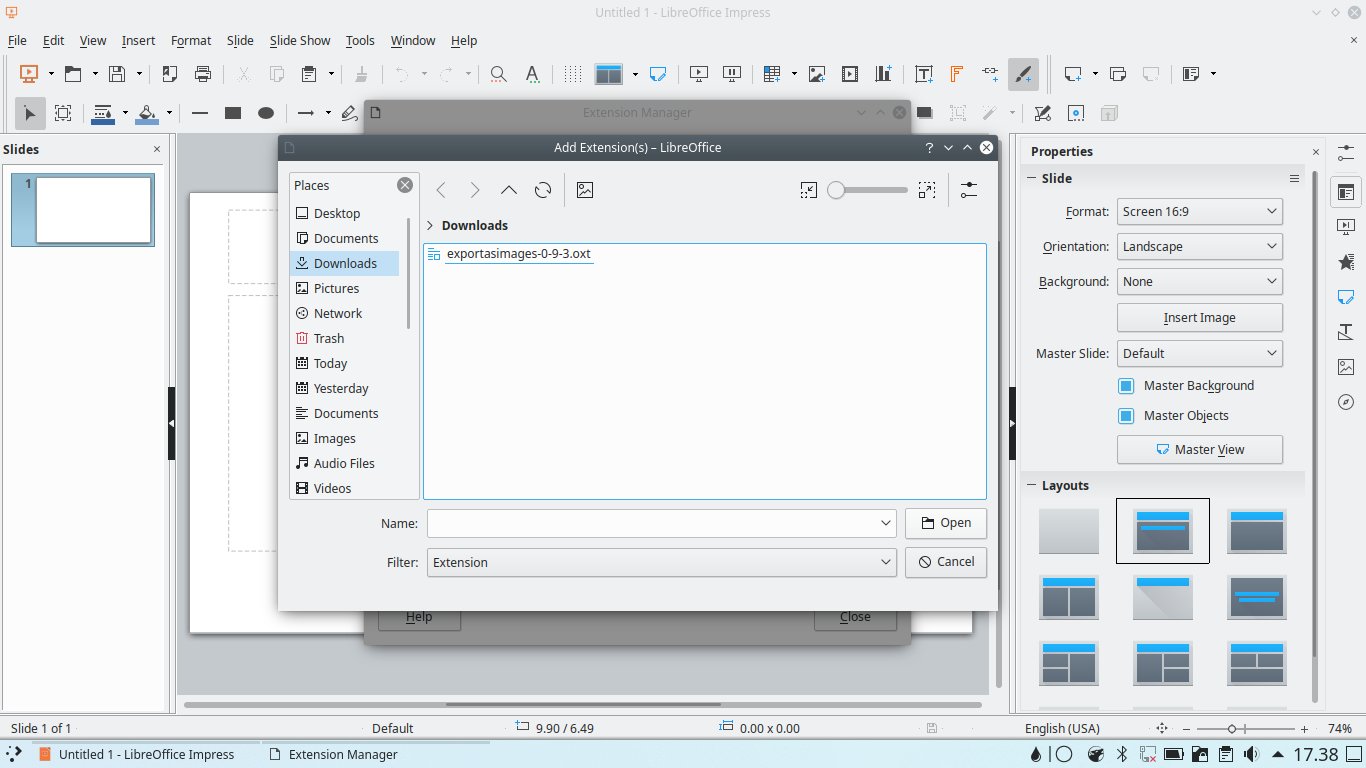 Untitled 1 - LibreOffice Impress
File Edit View Insert Format Slide Slide Show Tools Window Help
Extension Manager
Slides
1
Add Extension(s) – LibreOffice
Places
Desktop
Documents
Downloads
Pictures
Network
Trash
Today
Yesterday
Documents
Images
Audio Files
Videos
Downloads
exportasimages-0-9-3.oxt
Name:
Open
Filter: Extension
Cancel
Help
Close
Properties
Slide
Format: Screen 16:9
Orientation: Landscape
Background: None
Insert Image
Master Slide: Default
Master Background
Master Objects
Master View
Layouts
Slide 1 of 1
Default
9.90 / 6.49
0.00 x 0.00
English (USA)
74%
Untitled 1 - LibreOffice Impress
Extension Manager
17.38